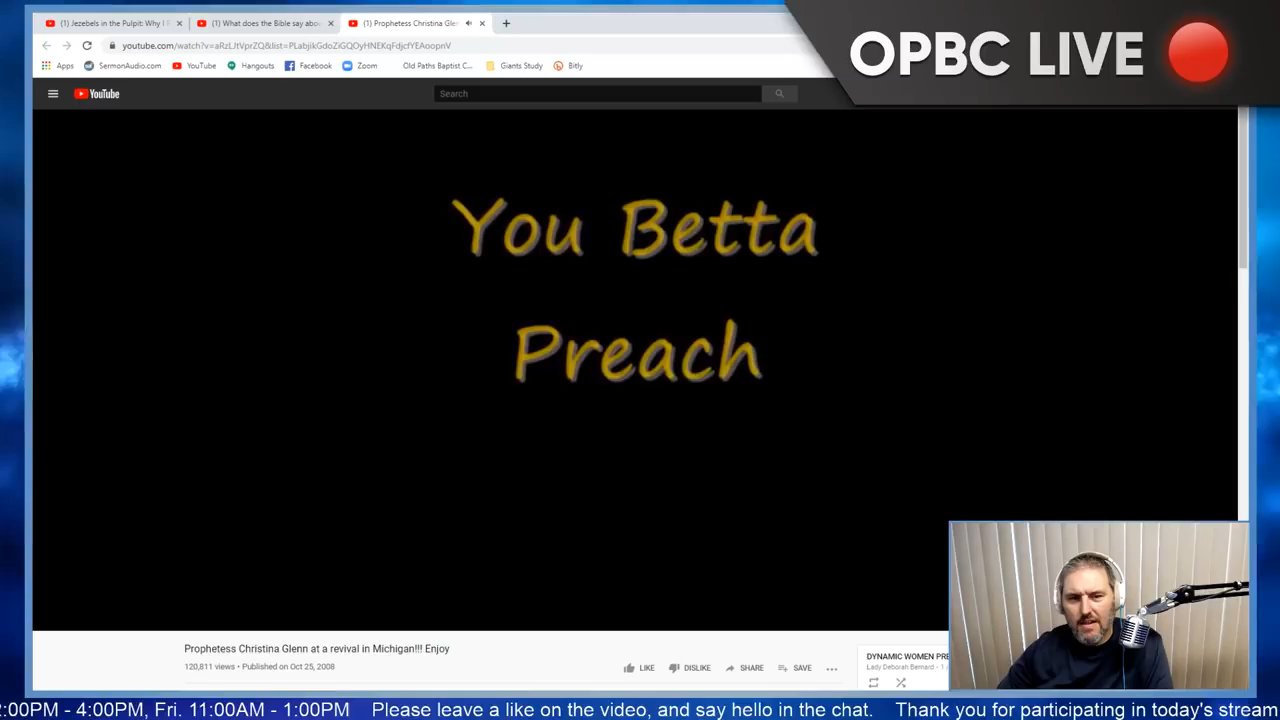 (1) Jezebels in the Pulpit: Why I
(1) What does the Bible say abo
(1) Prophetess Christina Gle
youtube.com/watch?v=aRzLJtVprZQ&list=PLabjikGdoZiGQOyHNEKqFdjcfYEAoopnV
Apps
SermonAudio.com
YouTube
Hangouts
Facebook
Zoom
Old Paths Baptist C...
Giants Study
Bitly
OPBC LIVE
YouTube
Search
You Betta
Preach
Prophetess Christina Glenn at a revival in Michigan!!! Enjoy
120,811 views • Published on Oct 25, 2008
LIKE
DISLIKE
SHARE
SAVE
DYNAMIC WOMEN PRE
Lady Deborah Bernard - 1
2:00PM - 4:00PM, Fri. 11:00AM - 1:00PM Please leave a like on the video, and say hello in the chat. Thank you for participating in today's stream